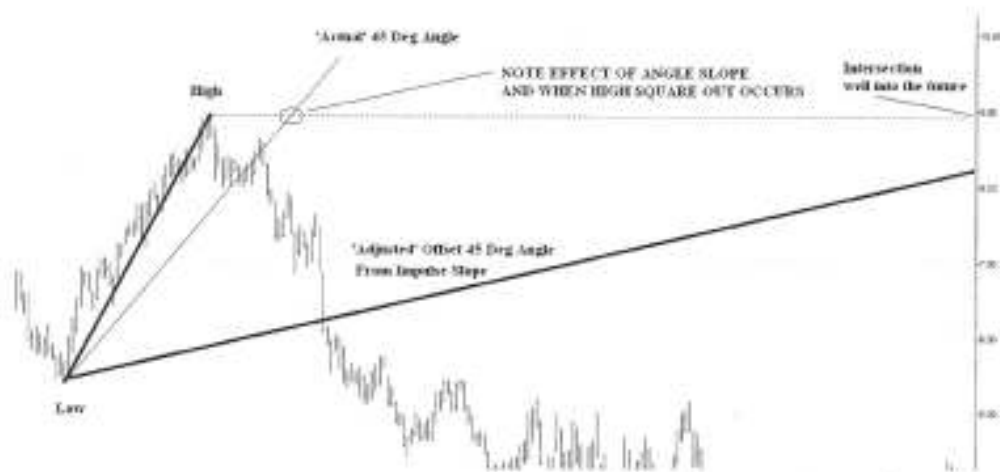 "Actual" 45 Deg Angle
NOTE EFFECT OF ANGLE SLOPE
AND WHEN HIGH SQUARE OUT OCCURS
Intersection
well into the future
High
"Adjusted" Offset 45 Deg Angle
From Impulse Slope
Low